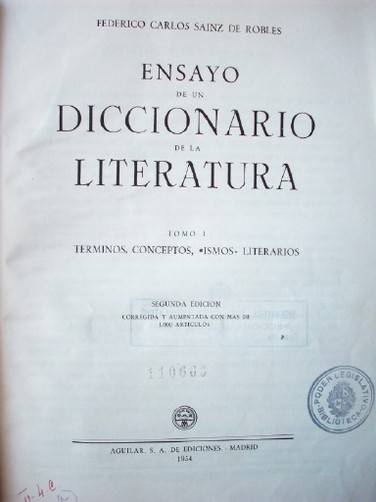 FEDERICO CARLOS SAINZ DE ROBLES
ENSAYO
DE UN
DICCIONARIO
DE LA
LITERATURA
TOMO I
TERMINOS, CONCEPTOS, «ISMOS» LITERARIOS
SEGUNDA EDICION
CORREGIDA Y AUMENTADA CON MAS DE
1.000 ARTICULOS
PODER LEGISLATIVO
BIBLIOTECA
AGUILAR, S. A. DE EDICIONES - MADRID
1954